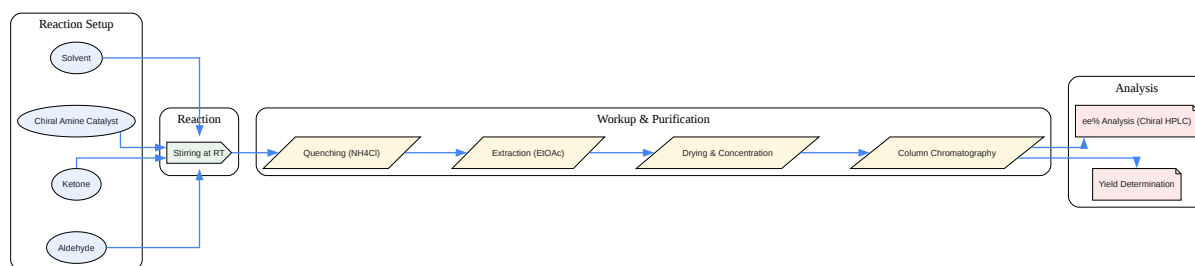 Reaction Setup
Solvent
Chiral Amine Catalyst
Ketone
Aldehyde
Reaction
Stirring at RT
Workup & Purification
Quenching (NH4Cl)
Extraction (EtOAc)
Drying & Concentration
Column Chromatography
Analysis
ee% Analysis (Chiral HPLC)
Yield Determination